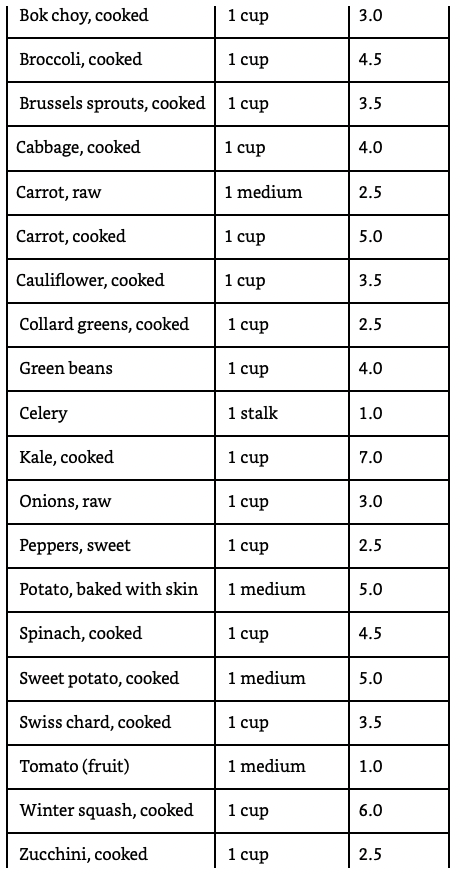 Bok choy, cooked 1 cup 3.0
Broccoli, cooked 1 cup 4.5
Brussels sprouts, cooked 1 cup 3.5
Cabbage, cooked 1 cup 4.0
Carrot, raw 1 medium 2.5
Carrot, cooked 1 cup 5.0
Cauliflower, cooked 1 cup 3.5
Collard greens, cooked 1 cup 2.5
Green beans 1 cup 4.0
Celery 1 stalk 1.0
Kale, cooked 1 cup 7.0
Onions, raw 1 cup 3.0
Peppers, sweet 1 cup 2.5
Potato, baked with skin 1 medium 5.0
Spinach, cooked 1 cup 4.5
Sweet potato, cooked 1 medium 5.0
Swiss chard, cooked 1 cup 3.5
Tomato (fruit) 1 medium 1.0
Winter squash, cooked 1 cup 6.0
Zucchini, cooked 1 cup 2.5